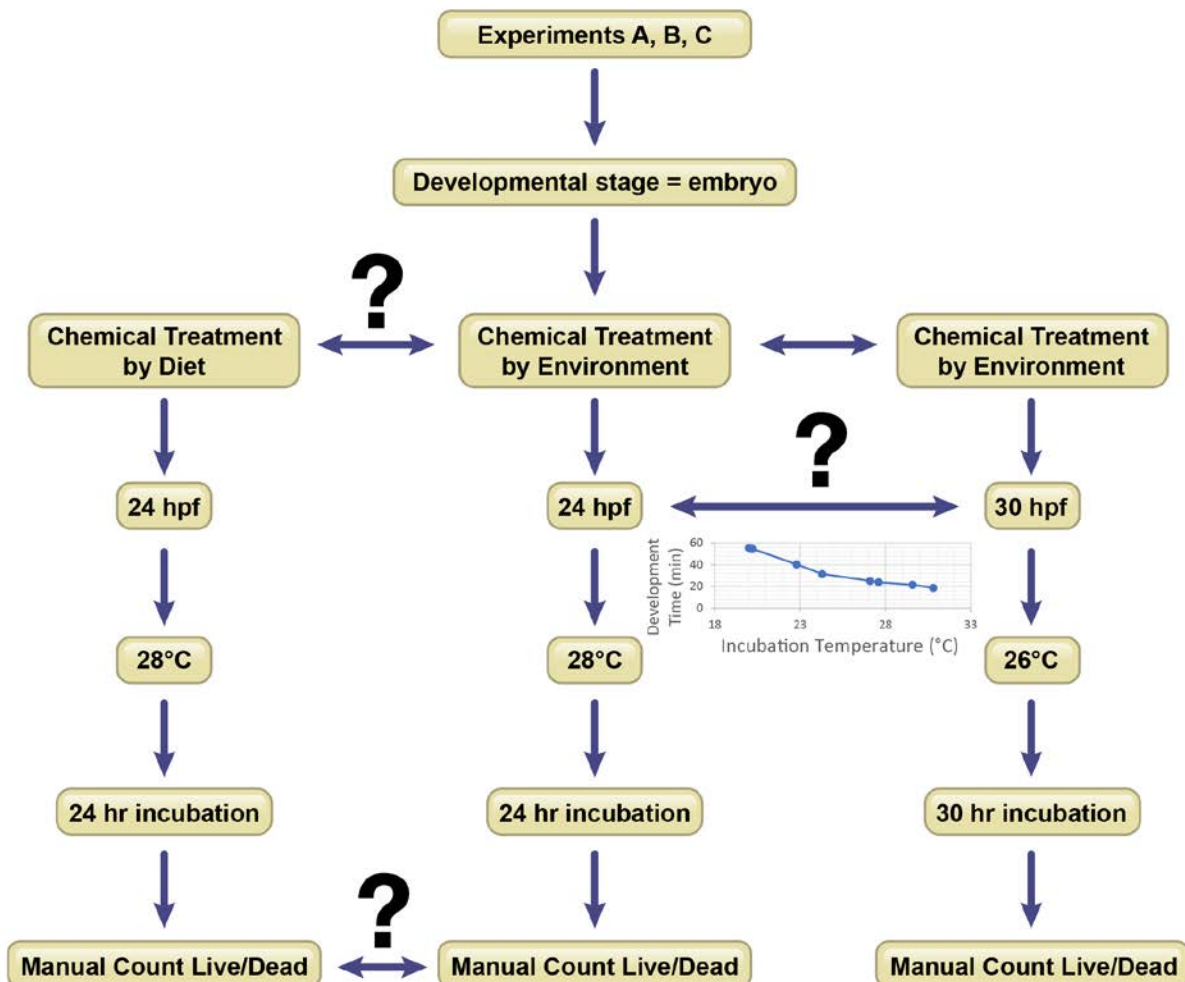 Experiments A, B, C
Developmental stage = embryo
?
Chemical Treatment
by Diet
Chemical Treatment
by Environment
Chemical Treatment
by Environment
?
24 hpf
24 hpf
30 hpf
Development
Time (min)
60
40
20
0
18
23
28
33
Incubation Temperature (°C)
28°C
28°C
26°C
24 hr incubation
24 hr incubation
30 hr incubation
?
Manual Count Live/Dead
Manual Count Live/Dead
Manual Count Live/Dead